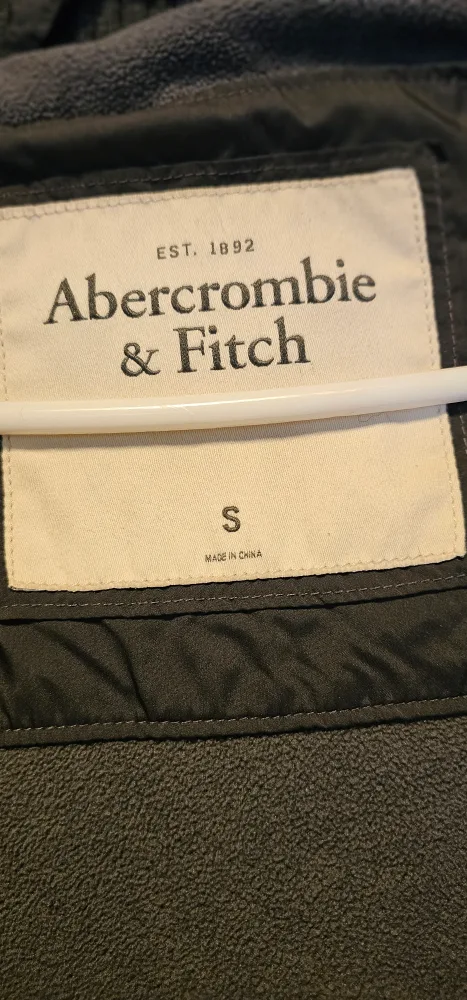 EST. 1892
Abercrombie
& Fitch
S
MADE IN CHINA